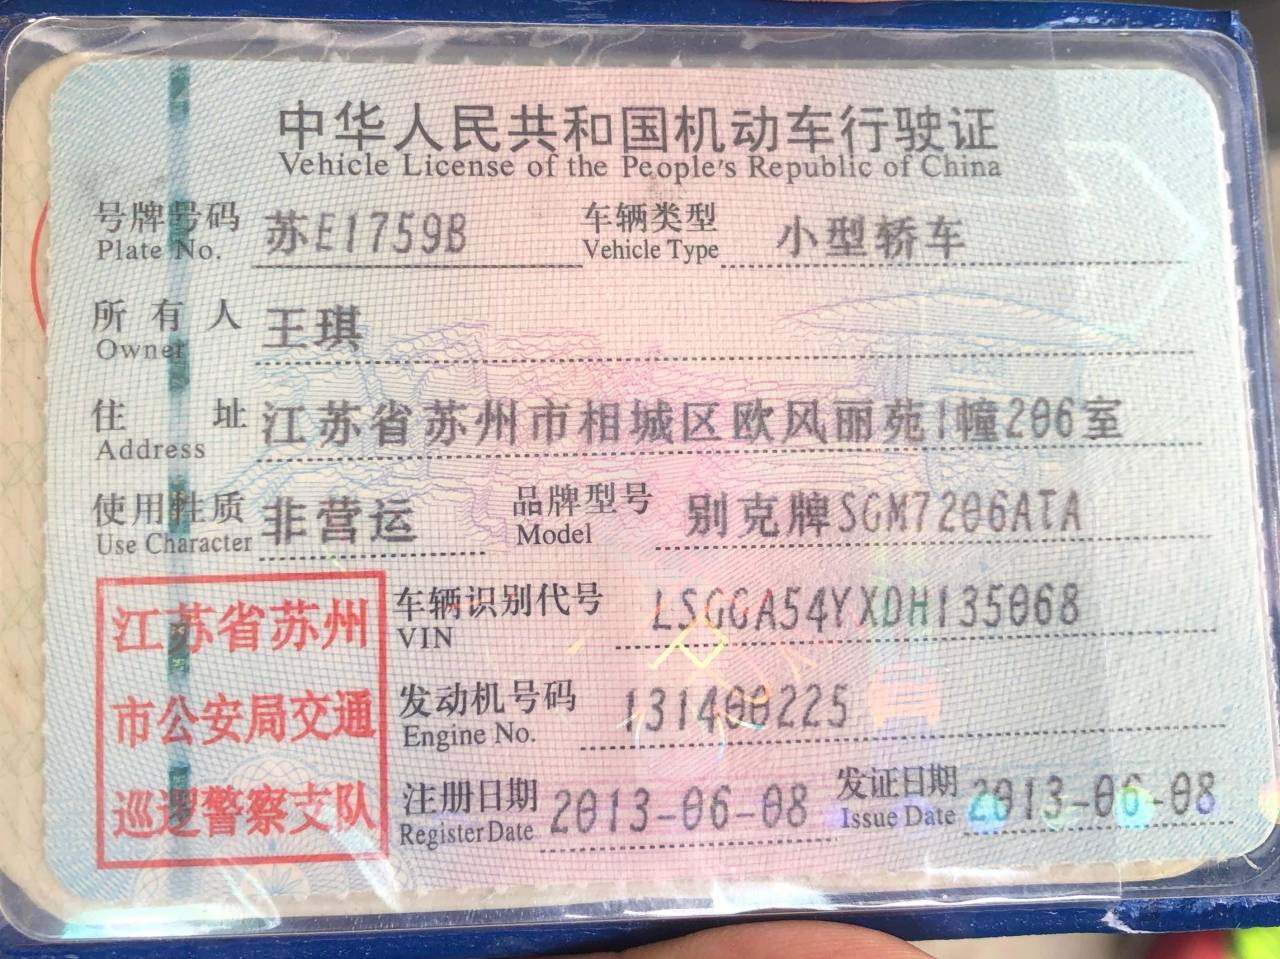 中华人民共和国机动车行驶证
Vehicle License of the People's Republic of China
号牌号码 苏E1759B 车辆类型 小型轿车
Plate No. Vehicle Type
所有人 王琪
Owner
住址 江苏省苏州市相城区欧风丽苑1幢206室
Address
使用性质 非营运 品牌型号 别克牌SGM7206ATA
Use Character Model
车辆识别代号 LSGGA54YXDH135068
VIN
发动机号码 131400225
Engine No.
注册日期 2013-06-08 发证日期 2013-06-08
Register Date Issue Date
江苏省苏州
市公安局交通
巡逻警察支队